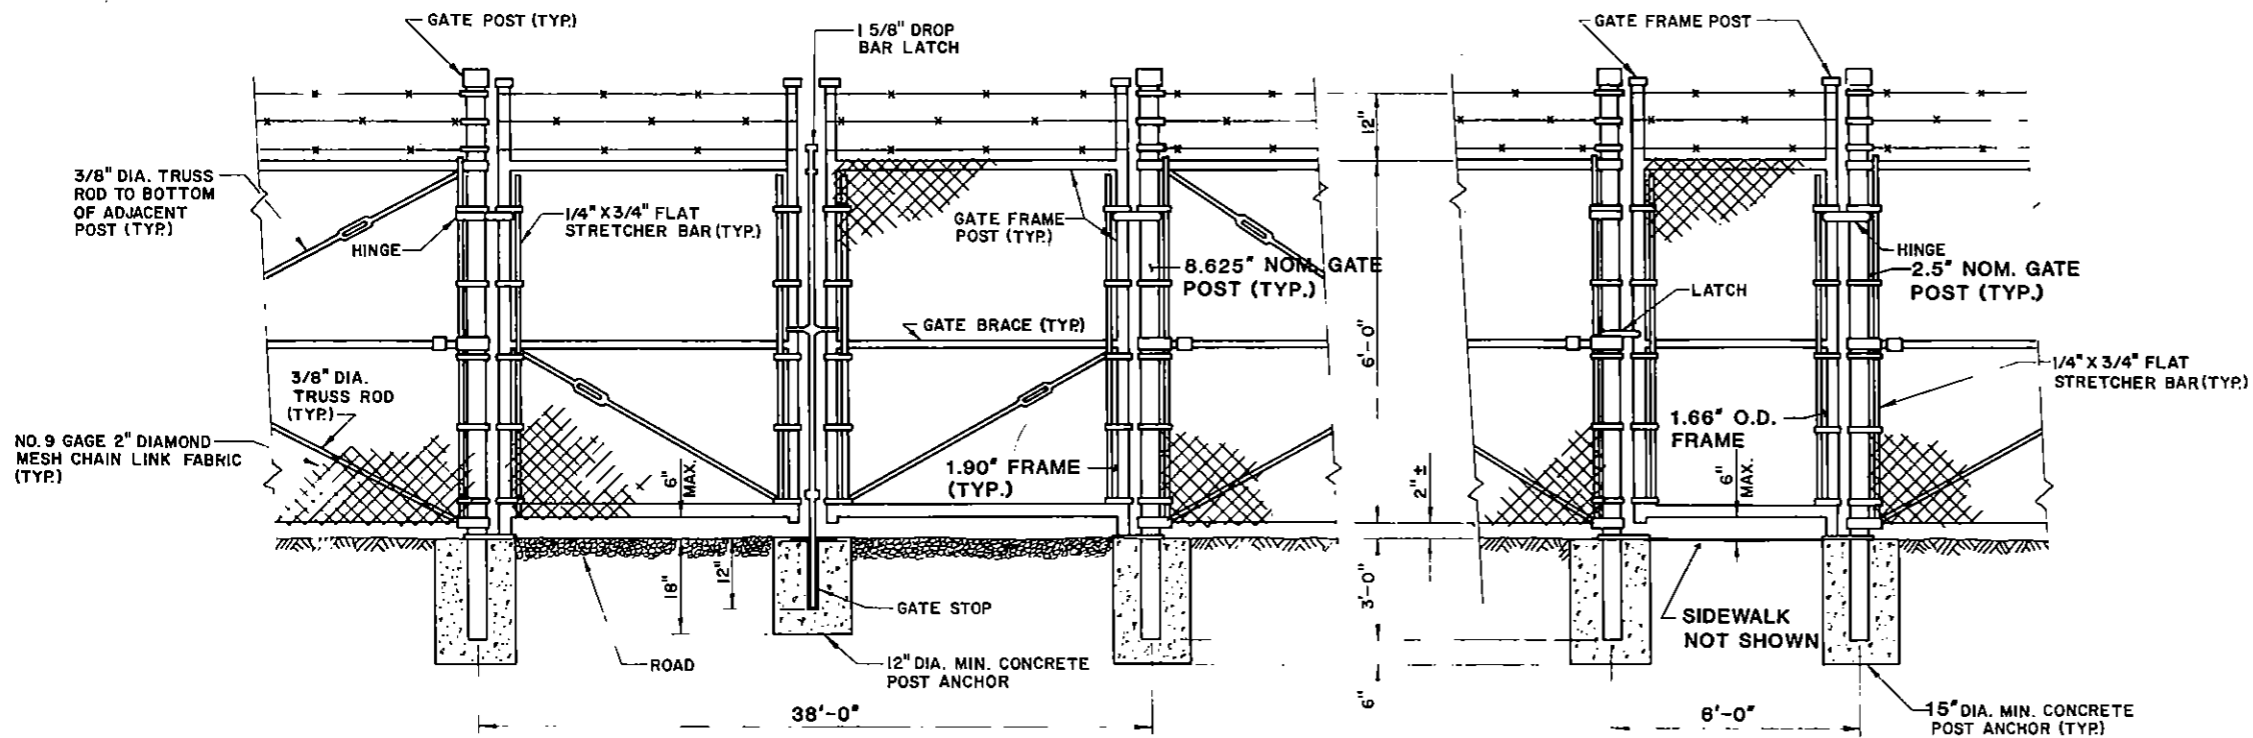 GATE POST (TYP.)
1 5/8" DROP
BAR LATCH
GATE FRAME POST
3/8" DIA. TRUSS
ROD TO BOTTOM
OF ADJACENT
POST (TYP.)
HINGE
1/4" X 3/4" FLAT
STRETCHER BAR (TYP.)
GATE FRAME
POST (TYP.)
8.625" NOM. GATE
POST (TYP.)
12"
6'-0"
HINGE
2.5" NOM. GATE
POST (TYP.)
LATCH
GATE BRACE (TYP.)
3/8" DIA.
TRUSS ROD
(TYP.)
NO. 9 GAGE 2" DIAMOND
MESH CHAIN LINK FABRIC
(TYP.)
6"
MAX.
1.90" FRAME
(TYP.)
2" ±
1.66" O.D.
FRAME
6"
MAX.
1/4" X 3/4" FLAT
STRETCHER BAR (TYP.)
18"
12"
GATE STOP
ROAD
12" DIA. MIN. CONCRETE
POST ANCHOR
3'-0"
6"
SIDEWALK
NOT SHOWN
38'-0"
6'-0"
15" DIA. MIN. CONCRETE
POST ANCHOR (TYP.)